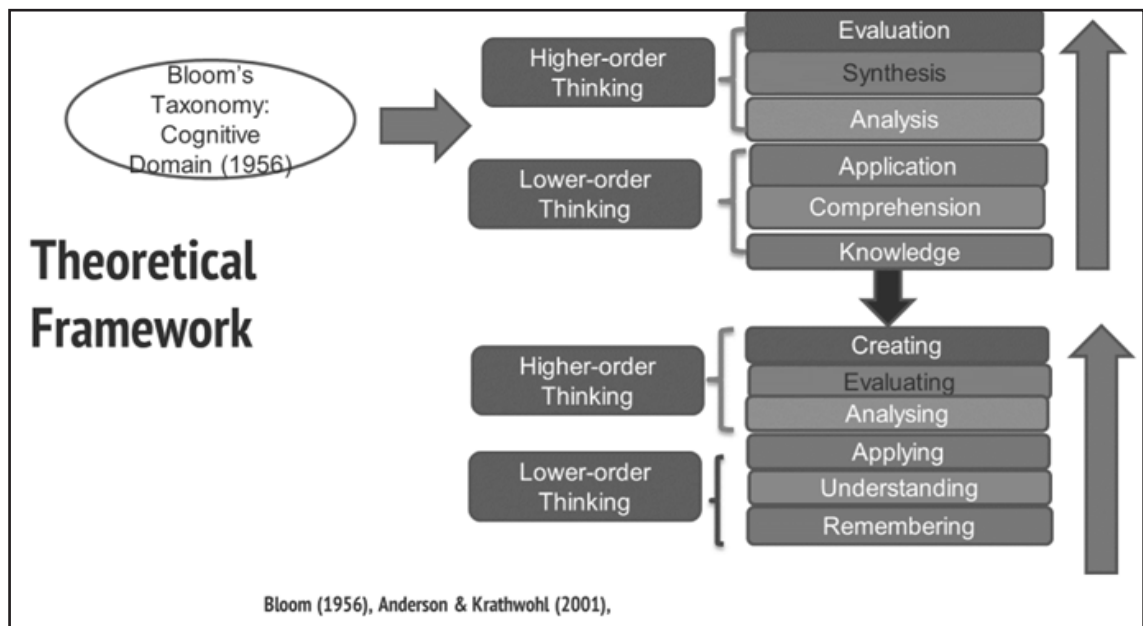 Bloom's
Taxonomy:
Cognitive
Domain (1956)
Theoretical
Framework
Higher-order
Thinking
Evaluation
Synthesis
Analysis
Lower-order
Thinking
Application
Comprehension
Knowledge
Higher-order
Thinking
Creating
Evaluating
Analysing
Lower-order
Thinking
Applying
Understanding
Remembering
Bloom (1956), Anderson & Krathwohl (2001),